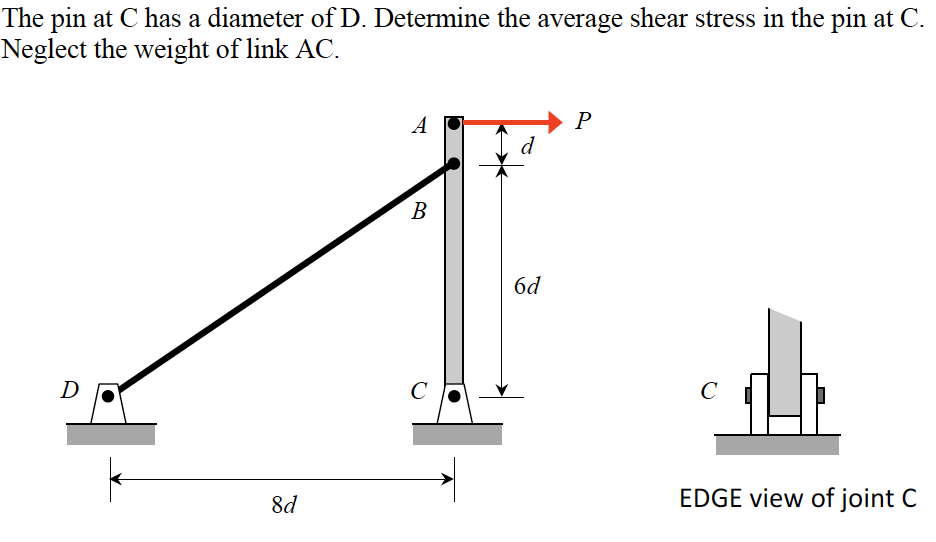 The pin at C has a diameter of D. Determine the average shear stress in the pin at C.
Neglect the weight of link AC.
A
P
d
B
6d
D
C
C
8d
EDGE view of joint C